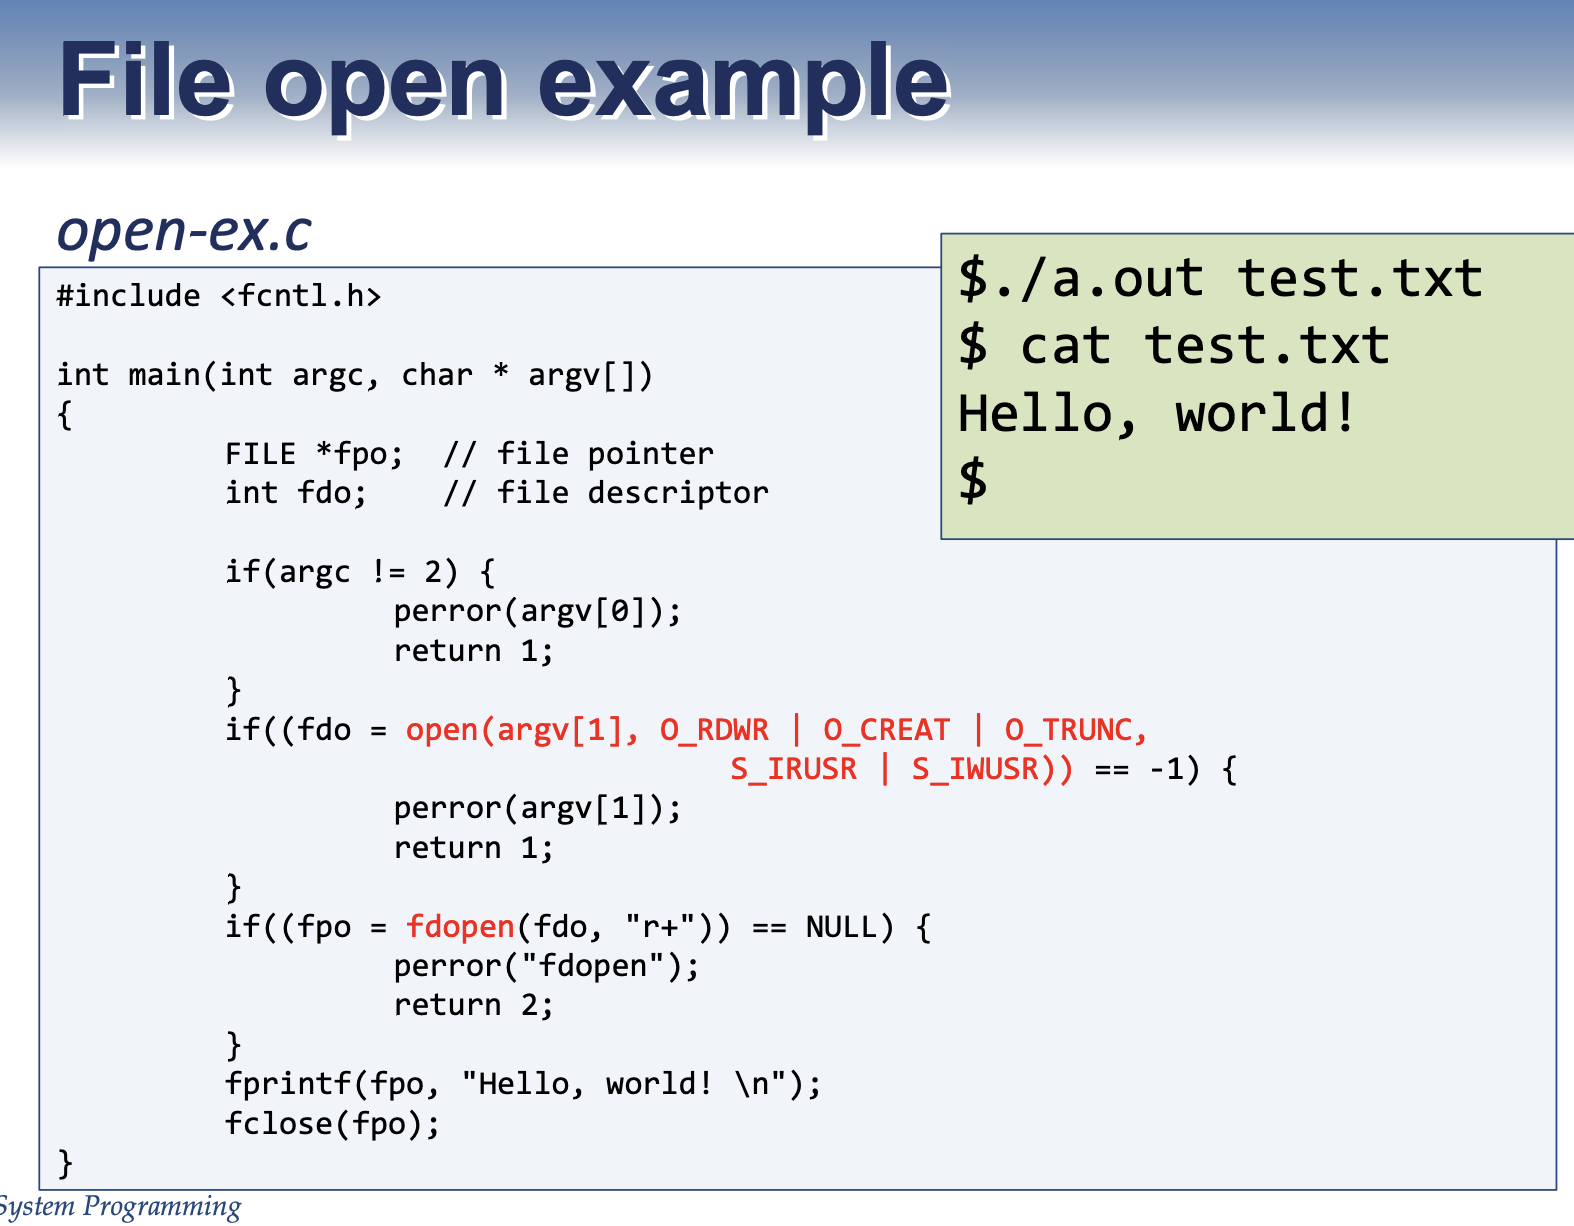 File open example
open-ex.c
#include <fcntl.h>
int main(int argc, char * argv[])
{
FILE *fpo;  // file pointer
int fdo;    // file descriptor
if(argc != 2) {
perror(argv[0]);
return 1;
}
if((fdo = open(argv[1], O_RDWR | O_CREAT | O_TRUNC,
S_IRUSR | S_IWUSR)) == -1) {
perror(argv[1]);
return 1;
}
if((fpo = fdopen(fdo, "r+")) == NULL) {
perror("fdopen");
return 2;
}
fprintf(fpo, "Hello, world! \n");
fclose(fpo);
}
$./a.out test.txt
$ cat test.txt
Hello, world!
$
System Programming